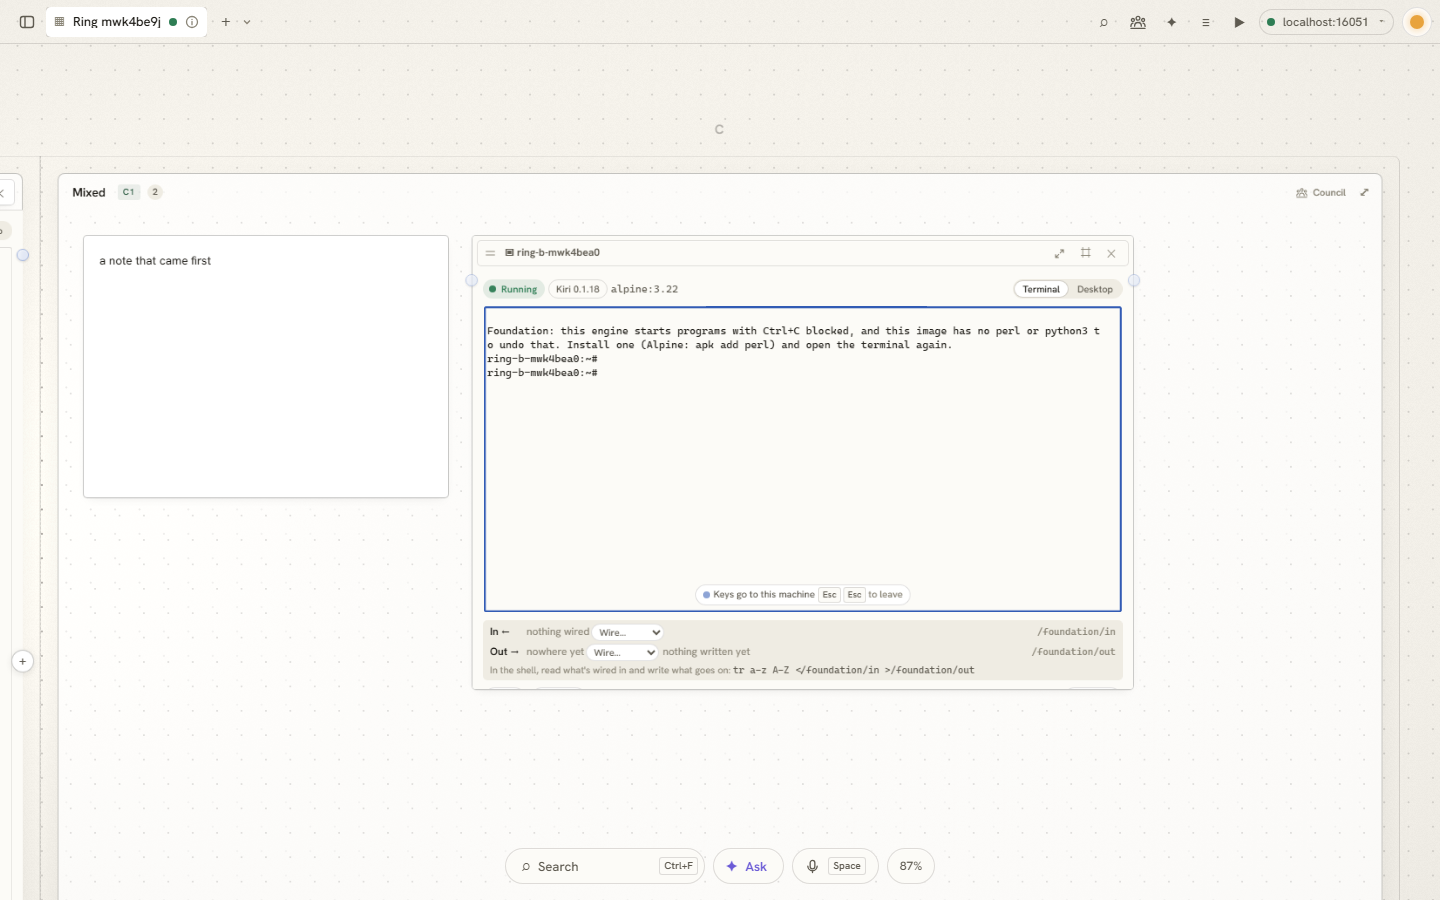 Ring mwk4be9j
localhost:16051
C
Mixed C1 2
Council
a note that came first
ring-b-mwk4bea0
Running Kiri 0.1.18 alpine:3.22
Terminal Desktop
Foundation: this engine starts programs with Ctrl+C blocked, and this image has no perl or python3 t
o undo that. Install one (Alpine: apk add perl) and open the terminal again.
ring-b-mwk4bea0:~#
ring-b-mwk4bea0:~#
Keys go to this machine Esc Esc to leave
In ← nothing wired Wire… /foundation/in
Out → nowhere yet Wire… nothing written yet /foundation/out
In the shell, read what's wired in and write what goes on: tr a-z A-Z </foundation/in >/foundation/out
Search Ctrl+F
Ask
Space
87%